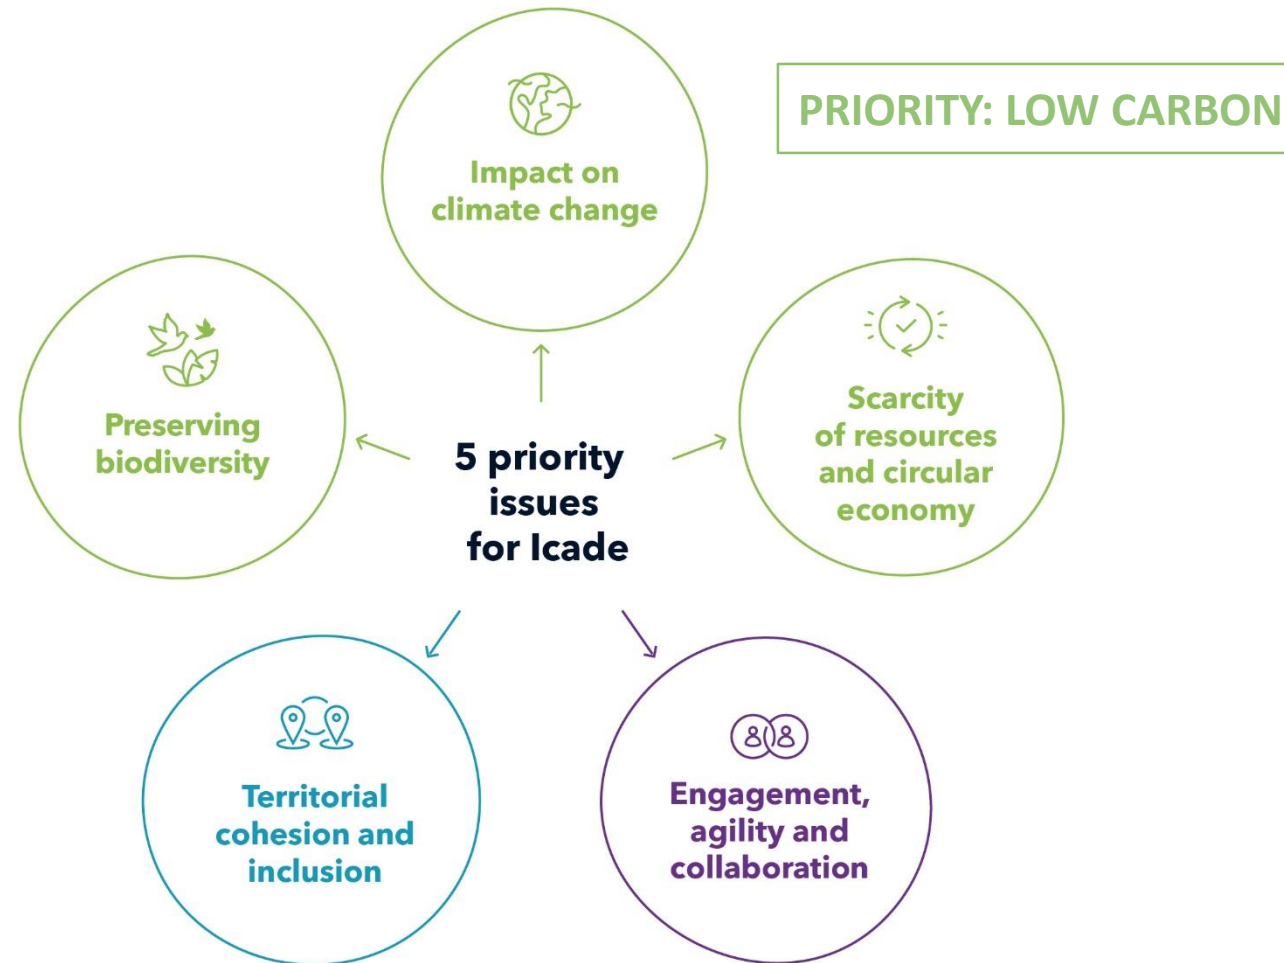 PRIORITY: LOW CARBON
Impact on
climate change
Preserving
biodiversity
Scarcity
of resources
and circular
economy
5 priority
issues
for Icade
Territorial
cohesion and
inclusion
Engagement,
agility and
collaboration